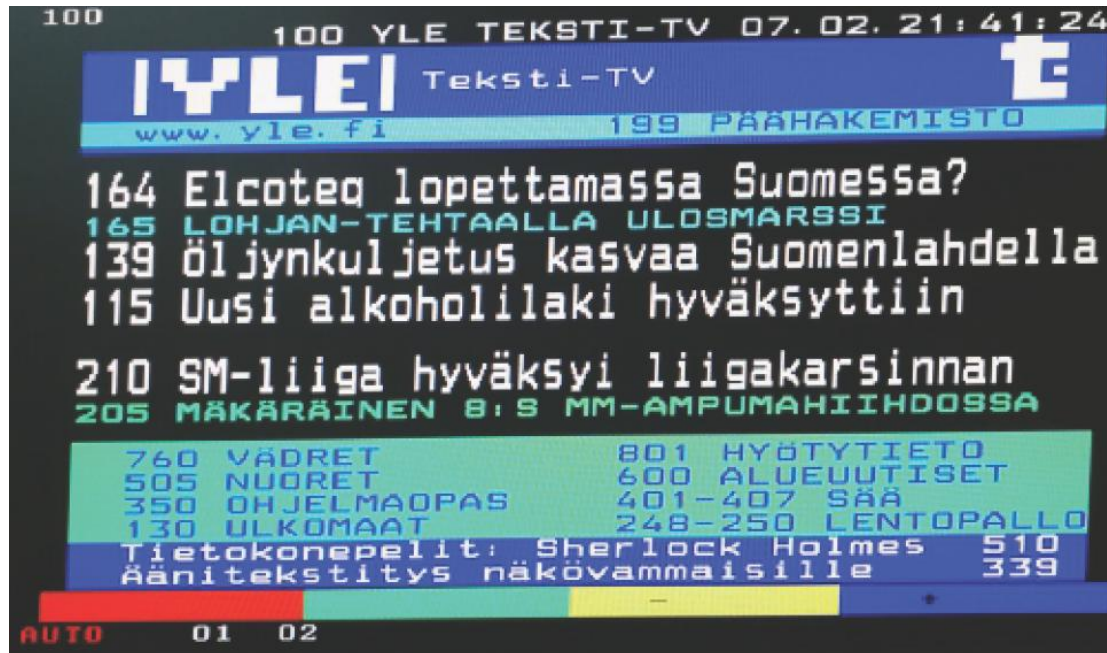 100
100 YLE TEKSTI-TV 07.02. 21:41:24
YLE Teksti-TV t
www.yle.fi 199 PÄÄHAKEMISTO
164 Elcoteq lopettamassa Suomessa?
165 LOHJAN-TEHTAALLA ULOSMARSSI
139 öljynkuljetus kasvaa Suomenlahdella
115 Uusi alkoholilaki hyväksyttiin
210 SM-liiga hyväksyi liigakarsinnan
205 MÄKÄRÄINEN 8:S MM-AMPUMAHIIHDOSSA
760 VÄDRET 801 HYöTYTIETO
505 NUORET 600 ALUEUUTISET
350 OHJELMAOPAS 401-407 SÄÄ
130 ULKOMAAT 248-250 LENTOPALLO
Tietokonepelit: Sherlock Holmes 510
Äänitekstitys näkövammaisille 339
- +
AUTO 01 02